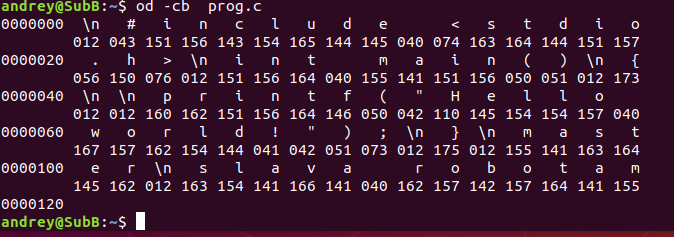 andrey@SubB:~$ od -cb  prog.c
0000000  \n   #   i   n   c   l   u   d   e       <   s   t   d   i   o
        012 043 151 156 143 154 165 144 145 040 074 163 164 144 151 157
0000020   .   h   >  \n   i   n   t       m   a   i   n   (   )  \n   {
        056 150 076 012 151 156 164 040 155 141 151 156 050 051 012 173
0000040  \n  \n   p   r   i   n   t   f   (   "   H   e   l   l   o
        012 012 160 162 151 156 164 146 050 042 110 145 154 154 157 040
0000060   w   o   r   l   d   !   "   )   ;  \n   }  \n   m   a   s   t
        167 157 162 154 144 041 042 051 073 012 175 012 155 141 163 164
0000100   e   r  \n   s   l   a   v   a       r   o   b   o   t   a   m
        145 162 012 163 154 141 166 141 040 162 157 142 157 164 141 155
0000120
andrey@SubB:~$